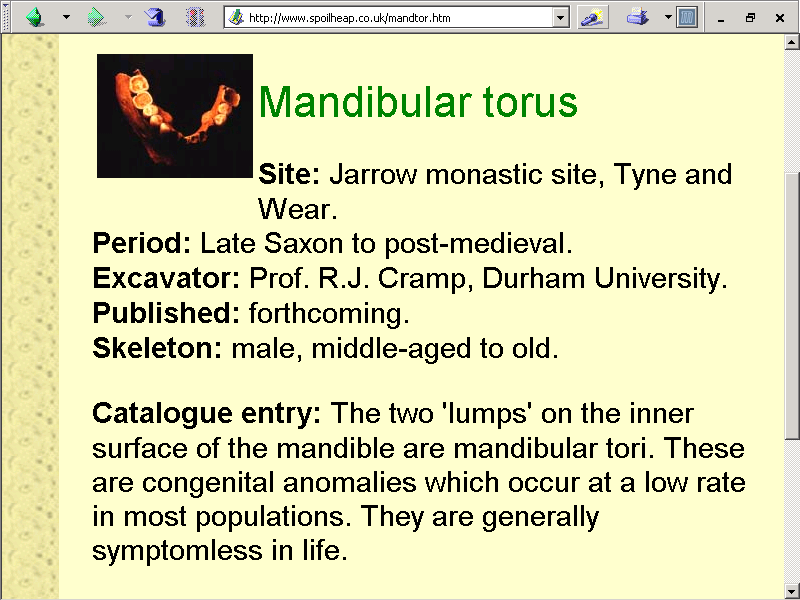 http://www.spoilheap.co.uk/mandtor.htm
Mandibular torus
Site: Jarrow monastic site, Tyne and
Wear.
Period: Late Saxon to post-medieval.
Excavator: Prof. R.J. Cramp, Durham University.
Published: forthcoming.
Skeleton: male, middle-aged to old.
Catalogue entry: The two 'lumps' on the inner
surface of the mandible are mandibular tori. These
are congenital anomalies which occur at a low rate
in most populations. They are generally
symptomless in life.